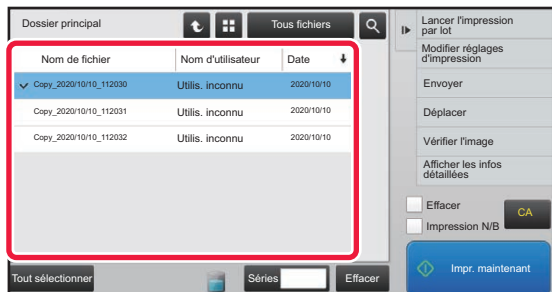 Dossier principal
Tous fichiers
Nom de fichier
Nom d'utilisateur
Date
Copy_2020/10/10_112030
Utilis. inconnu
2020/10/10
Copy_2020/10/10_112031
Utilis. inconnu
2020/10/10
Copy_2020/10/10_112032
Utilis. inconnu
2020/10/10
Tout sélectionner
Séries
Effacer
Lancer l'impression
par lot
Modifier réglages
d'impression
Envoyer
Déplacer
Vérifier l'image
Afficher les infos
détaillées
Effacer
Impression N/B
CA
Impr. maintenant